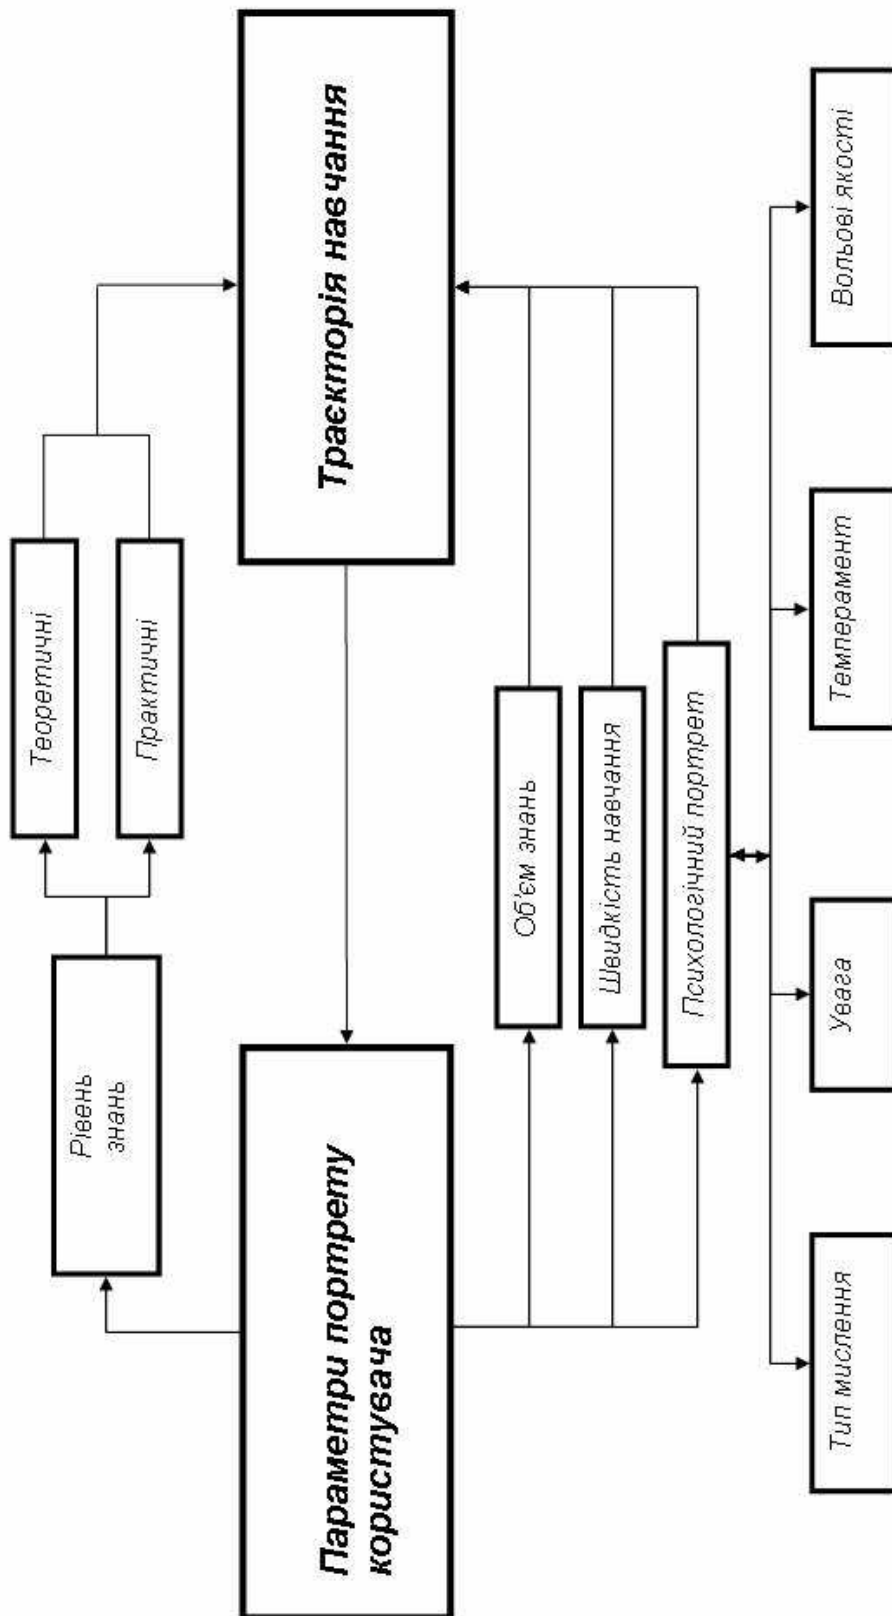 Рівень
знань
Теоретичні
Практичні
Параметри портрету
користувача
Траєкторія навчання
Об'єм знань
Швидкість навчання
Психологічний портрет
Тип мислення
Увага
Темперамент
Вольові якості